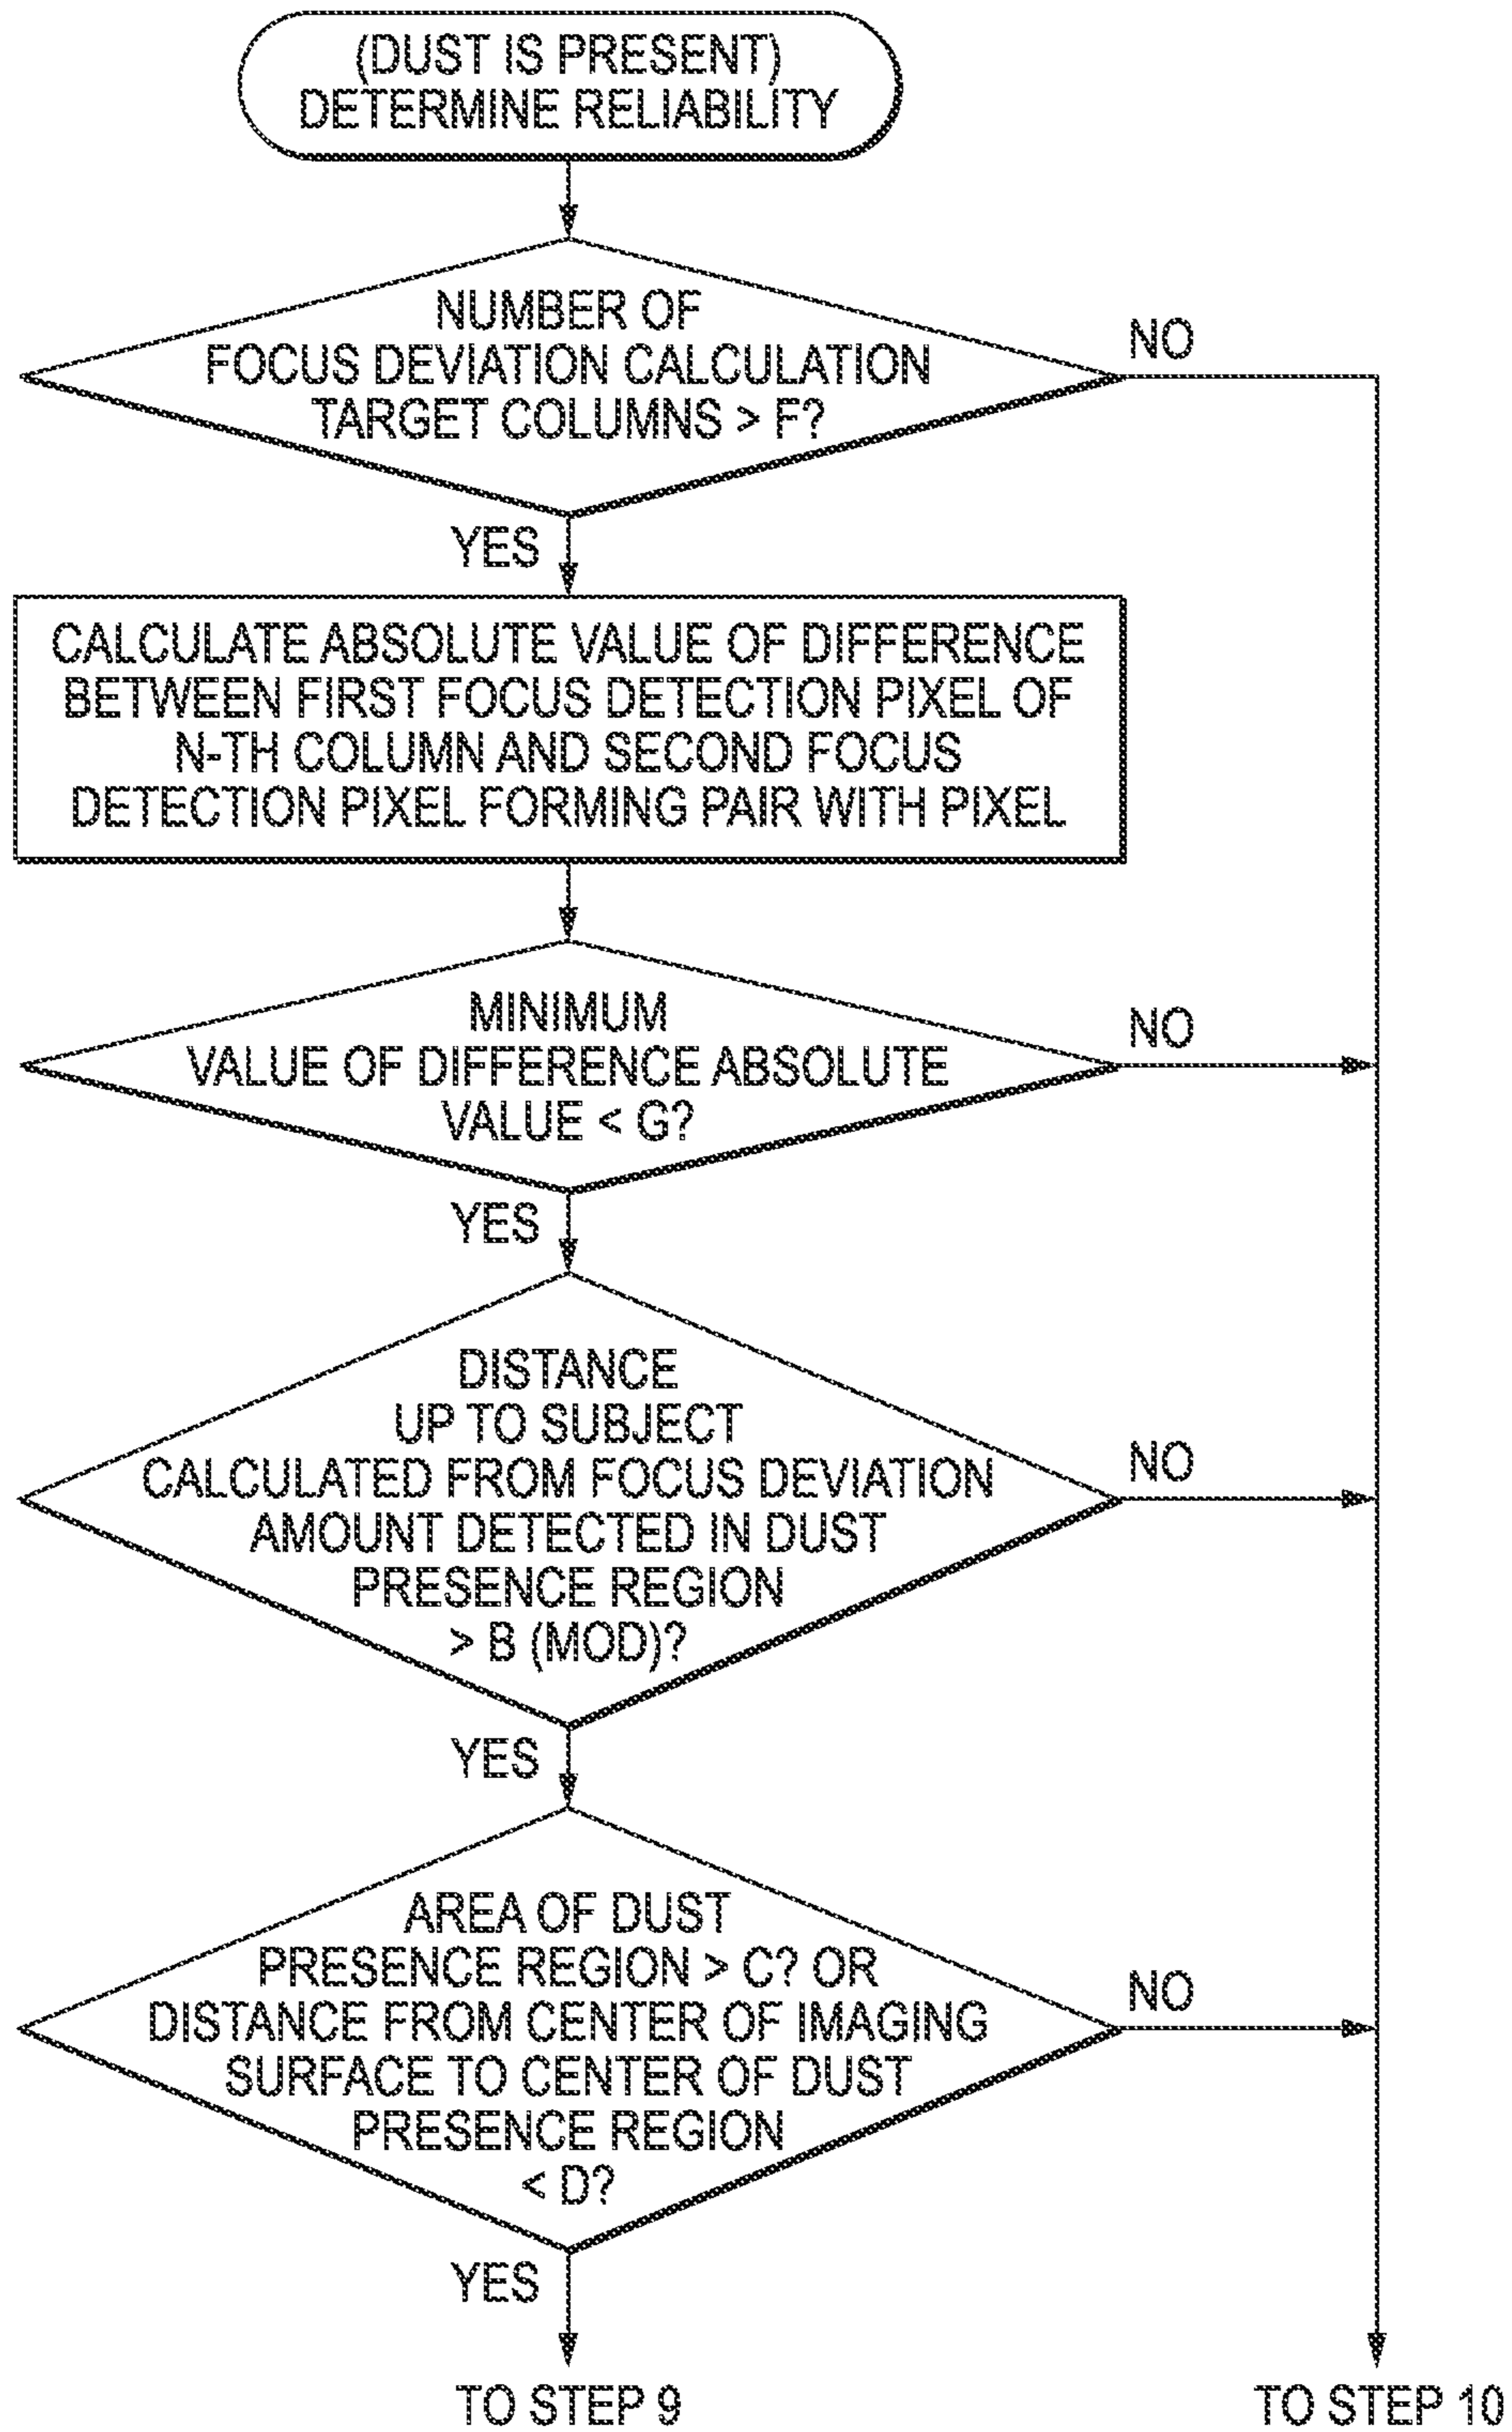 (DUST IS PRESENT)
DETERMINE RELIABILITY
NUMBER OF
FOCUS DEVIATION CALCULATION
TARGET COLUMNS > F?
NO
YES
CALCULATE ABSOLUTE VALUE OF DIFFERENCE
BETWEEN FIRST FOCUS DETECTION PIXEL OF
N-TH COLUMN AND SECOND FOCUS
DETECTION PIXEL FORMING PAIR WITH PIXEL
MINIMUM
VALUE OF DIFFERENCE ABSOLUTE
VALUE < G?
NO
YES
DISTANCE
UP TO SUBJECT
CALCULATED FROM FOCUS DEVIATION
AMOUNT DETECTED IN DUST
PRESENCE REGION
> B (MOD)?
NO
YES
AREA OF DUST
PRESENCE REGION > C? OR
DISTANCE FROM CENTER OF IMAGING
SURFACE TO CENTER OF DUST
PRESENCE REGION
< D?
NO
YES
TO STEP 9
TO STEP 10